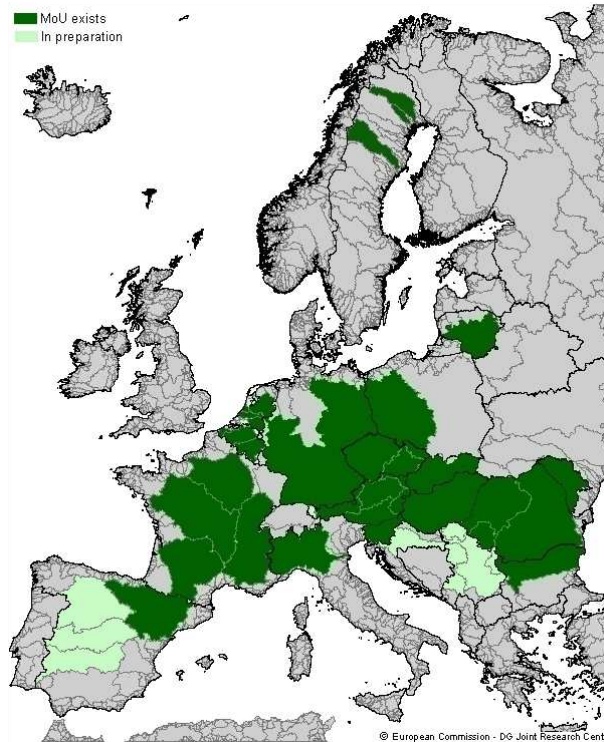 MoU exists
In preparation
© European Commission - DG Joint Research Cent